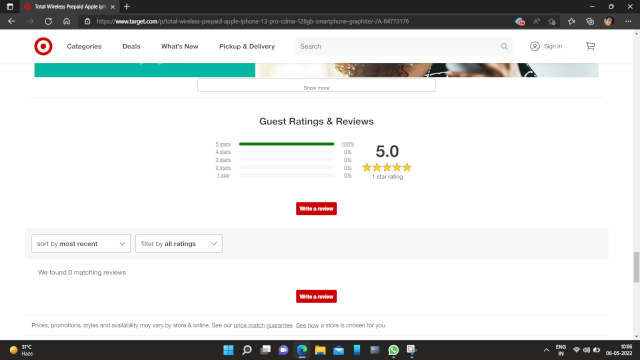 Total Wireless Prepaid Apple iph
https://www.target.com/p/total-wireless-prepaid-apple-iphone-13-pro-cdma-128gb-smartphone-graphite/-/A-84773176
Categories
Deals
What's New
Pickup & Delivery
Search
Sign in
Show more
Guest Ratings & Reviews
5 stars 100%
4 stars 0%
3 stars 0%
2 stars 0%
1 star 0%
5.0
1 star rating
Write a review
sort by most recent
filter by all ratings
We found 0 matching reviews
Write a review
Prices, promotions, styles and availability may vary by store & online. See our price match guarantee. See how a store is chosen for you.
31°C
Haze
ENG
IN
10:06
06-05-2022